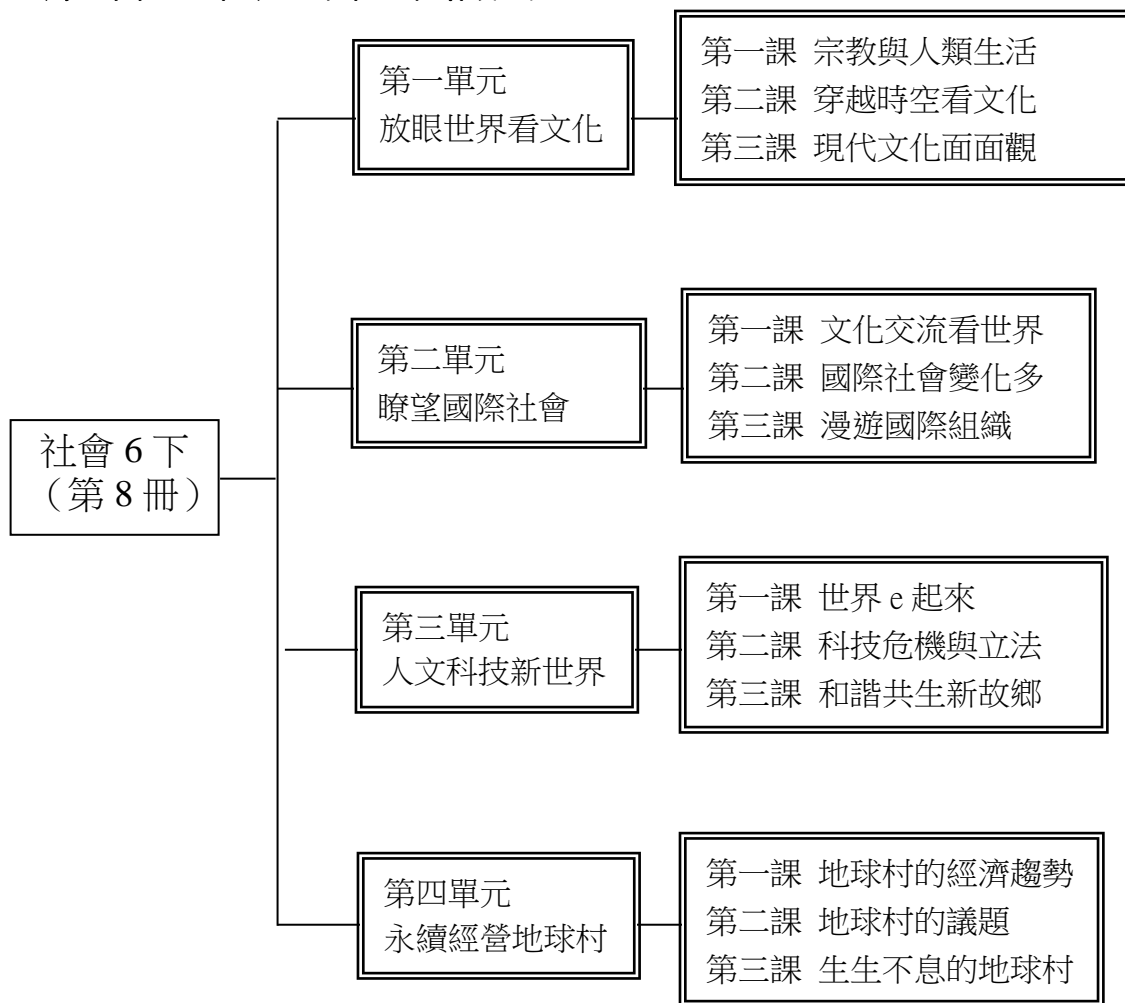 第一單元
放眼世界看文化
第一課 宗教與人類生活
第二課 穿越時空看文化
第三課 現代文化面面觀
第二單元
瞭望國際社會
第一課 文化交流看世界
第二課 國際社會變化多
第三課 漫遊國際組織
社會 6 下
（第 8 冊）
第三單元
人文科技新世界
第一課 世界 e 起來
第二課 科技危機與立法
第三課 和諧共生新故鄉
第四單元
永續經營地球村
第一課 地球村的經濟趨勢
第二課 地球村的議題
第三課 生生不息的地球村